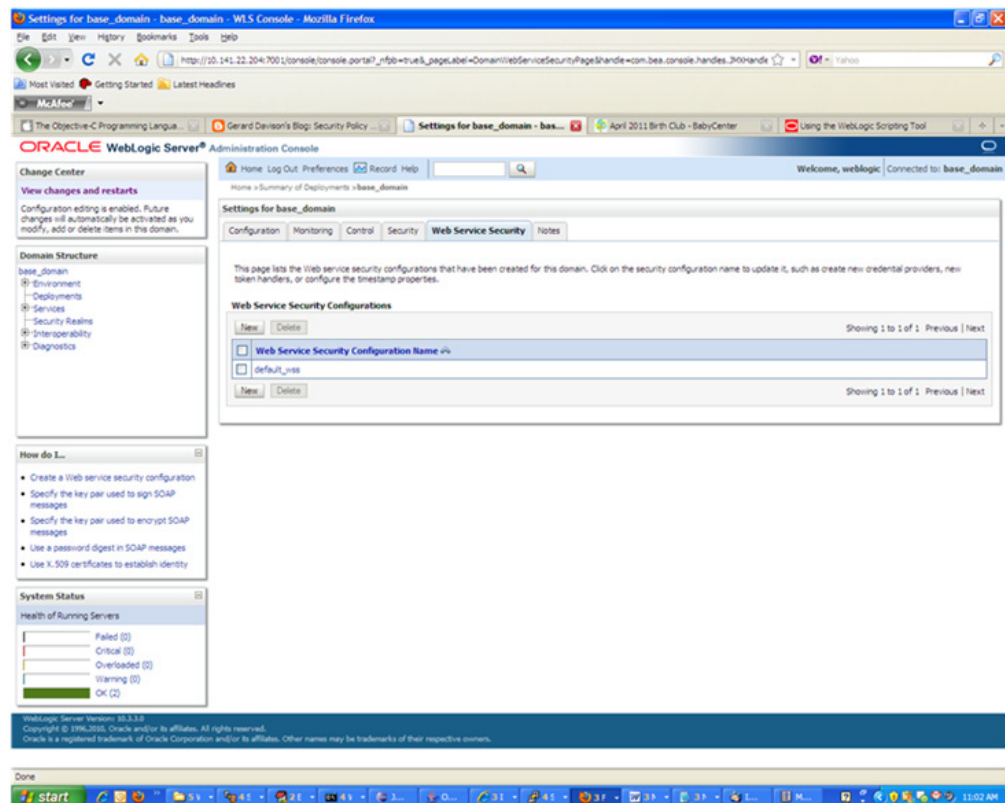 Settings for base_domain - base_domain - WLS Console - Mozilla Firefox
File Edit View History Bookmarks Tools Help
http://10.141.22.204:7001/console/console.portal?_nfpb=true&_pageLabel=DomainWebServiceSecurityPage&handle=com.bea.console.handles.JMXHandle
Yahoo
Most Visited Getting Started Latest Headlines
McAfee
The Objective-C Programming Langua...
Gerard Davison's Blog: Security Policy ...
Settings for base_domain - bas...
April 2011 Birth Club - BabyCenter
Using the WebLogic Scripting Tool
ORACLE WebLogic Server® Administration Console
Change Center
View changes and restarts
Configuration editing is enabled. Future
changes will automatically be activated as you
modify, add or delete items in this domain.
Domain Structure
base_domain
Environment
Deployments
Services
Security Realms
Interoperability
Diagnostics
How do I...
Create a Web service security configuration
Specify the key pair used to sign SOAP
messages
Specify the key pair used to encrypt SOAP
messages
Use a password digest in SOAP messages
Use X.509 certificates to establish identity
System Status
Health of Running Servers
Failed (0)
Critical (0)
Overloaded (0)
Warning (0)
OK (2)
Home Log Out Preferences Record Help
Welcome, weblogic Connected to: base_domain
Home >Summary of Deployments >base_domain
Settings for base_domain
Configuration Monitoring Control Security Web Service Security Notes
This page lists the Web service security configurations that have been created for this domain. Click on the security configuration name to update it, such as create new credential providers, new
token handlers, or configure the timestamp properties.
Web Service Security Configurations
New Delete Showing 1 to 1 of 1 Previous | Next
Web Service Security Configuration Name
default_wss
New Delete Showing 1 to 1 of 1 Previous | Next
WebLogic Server Version: 10.3.3.0
Copyright © 1996,2010, Oracle and/or its affiliates. All rights reserved.
Oracle is a registered trademark of Oracle Corporation and/or its affiliates. Other names may be trademarks of their respective owners.
Done
start
11:02 AM